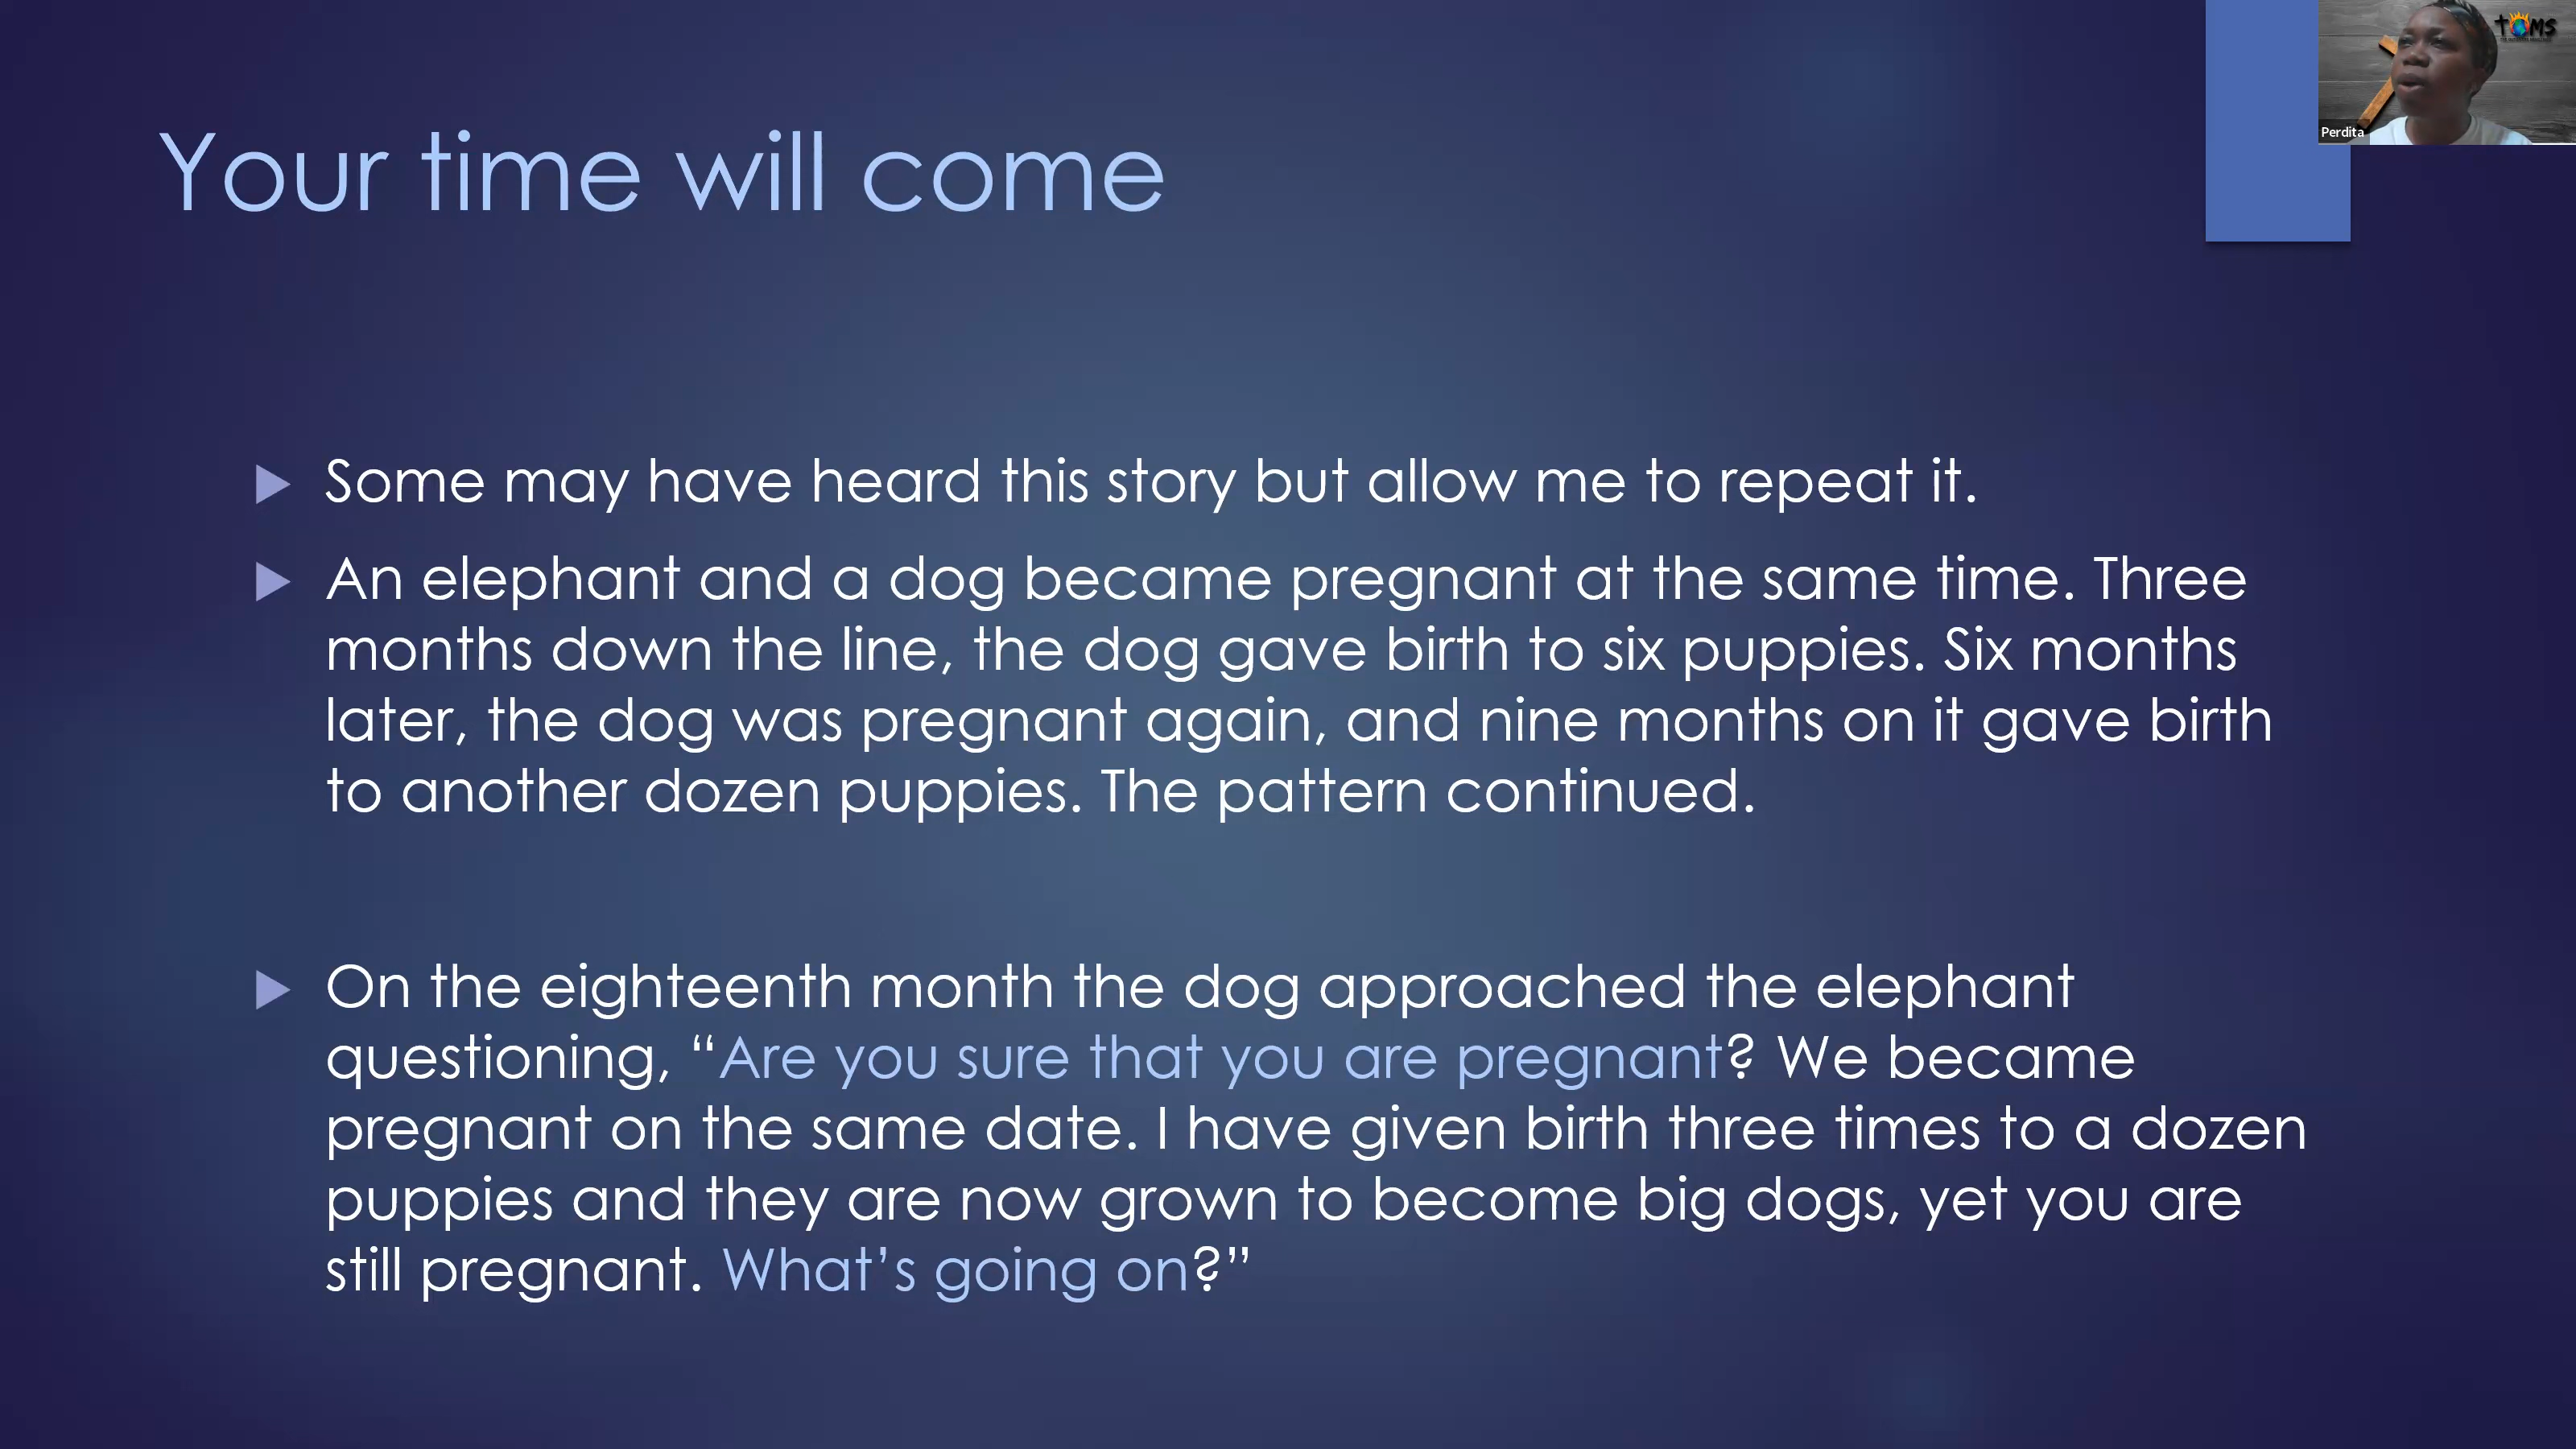 Your time will come
TOMS
Perdita
Some may have heard this story but allow me to repeat it.
An elephant and a dog became pregnant at the same time. Three
months down the line, the dog gave birth to six puppies. Six months
later, the dog was pregnant again, and nine months on it gave birth
to another dozen puppies. The pattern continued.
On the eighteenth month the dog approached the elephant
questioning, “Are you sure that you are pregnant? We became
pregnant on the same date. I have given birth three times to a dozen
puppies and they are now grown to become big dogs, yet you are
still pregnant. What’s going on?”